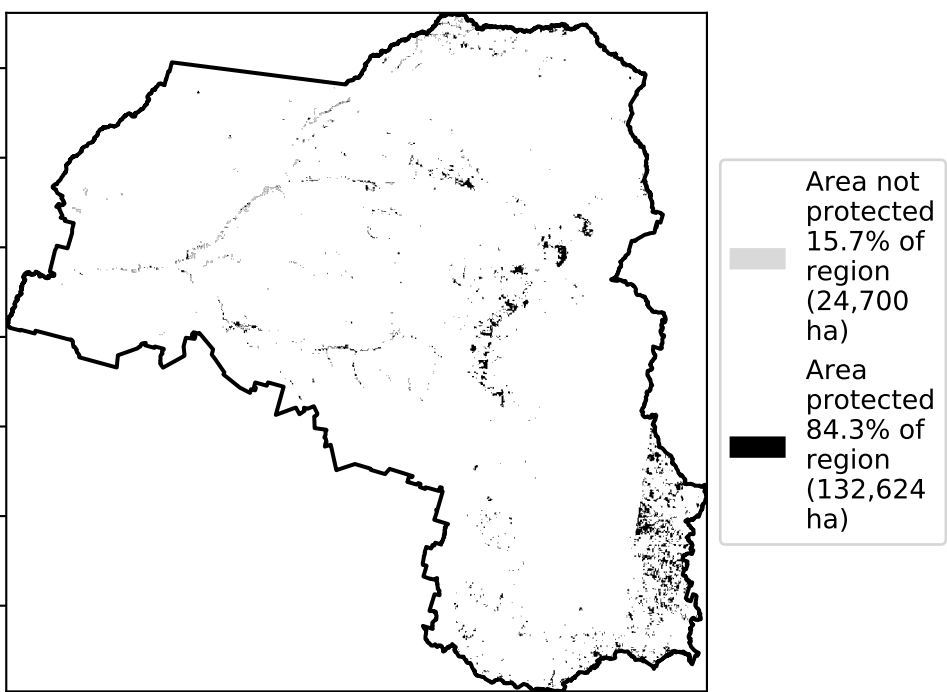 Area not
protected
15.7% of
region
(24,700
ha)
Area
protected
84.3% of
region
(132,624
ha)